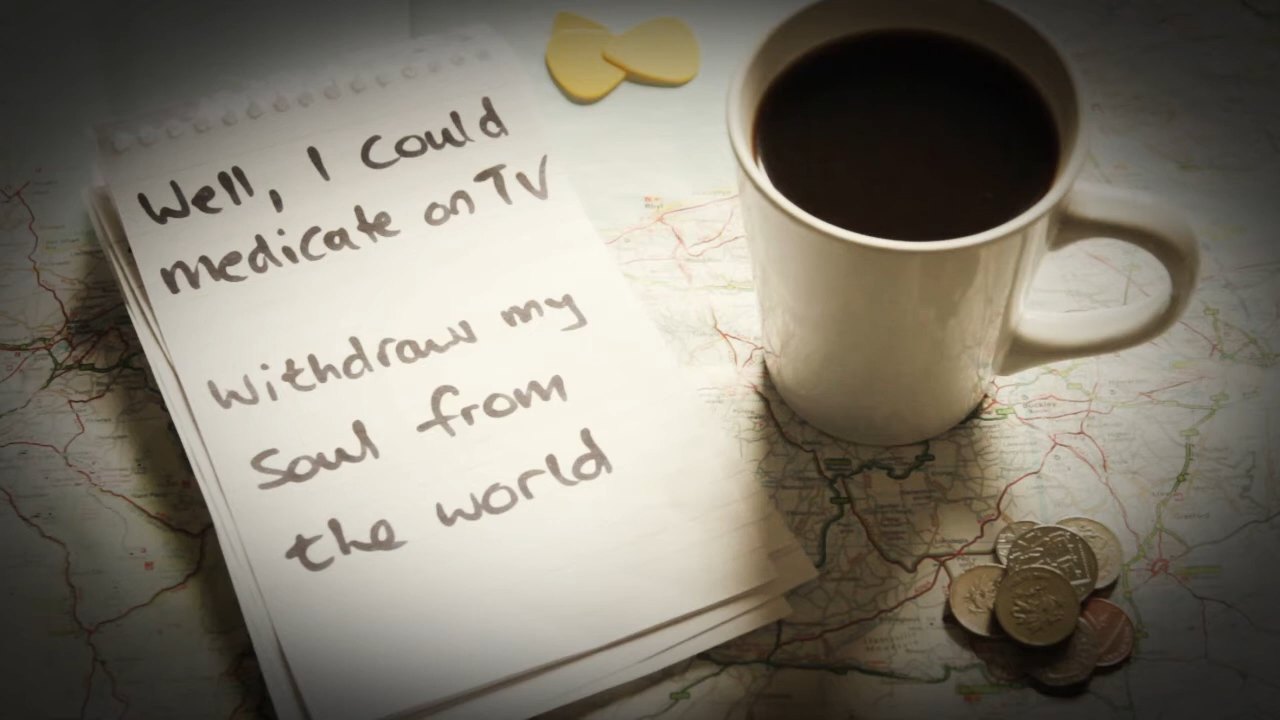 Well, I could
medicate on TV
Withdraw my
soul from
the world